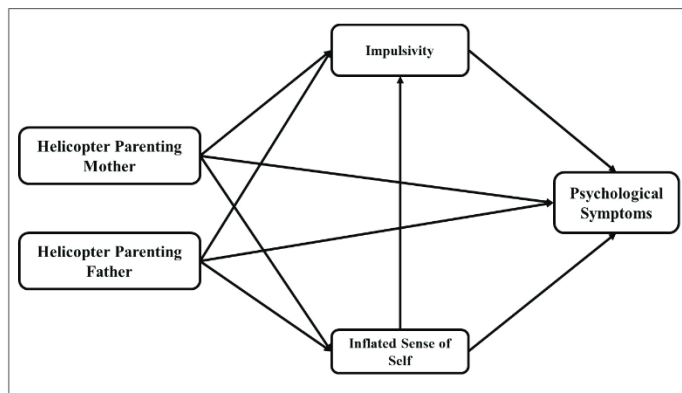 Impulsivity
Helicopter Parenting
Mother
Psychological
Symptoms
Helicopter Parenting
Father
Inflated Sense of
Self